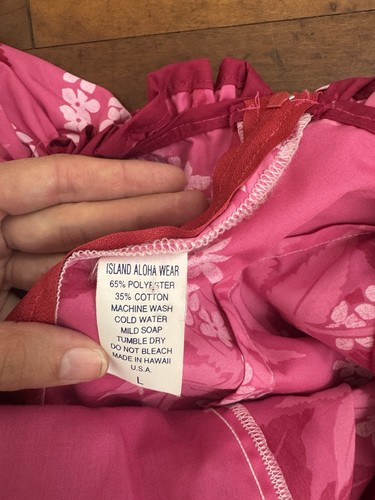 ISLAND ALOHA WEAR
65% POLYESTER
35% COTTON
MACHINE WASH
COLD WATER
MILD SOAP
TUMBLE DRY
DO NOT BLEACH
MADE IN HAWAII
U.S.A.
L